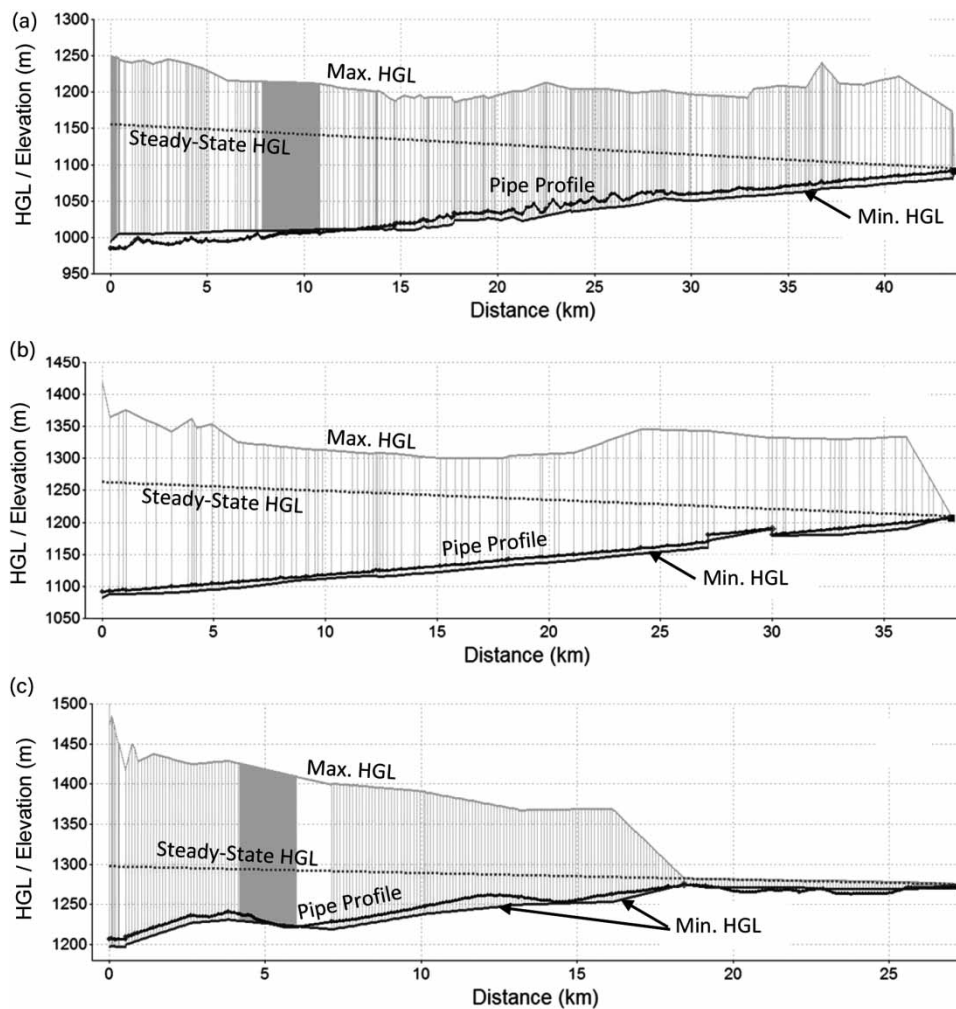 (a)
1300
1250
1200
1150
1100
1050
1000
950
HGL / Elevation (m)
Max. HGL
Steady-State HGL
Pipe Profile
Min. HGL
0 5 10 15 20 25 30 35 40
Distance (km)
(b)
1450
1400
1350
1300
1250
1200
1150
1100
1050
HGL / Elevation (m)
Max. HGL
Steady-State HGL
Pipe Profile
Min. HGL
0 5 10 15 20 25 30 35
Distance (km)
(c)
1500
1450
1400
1350
1300
1250
1200
HGL / Elevation (m)
Max. HGL
Steady-State HGL
Pipe Profile
Min. HGL
0 5 10 15 20 25
Distance (km)